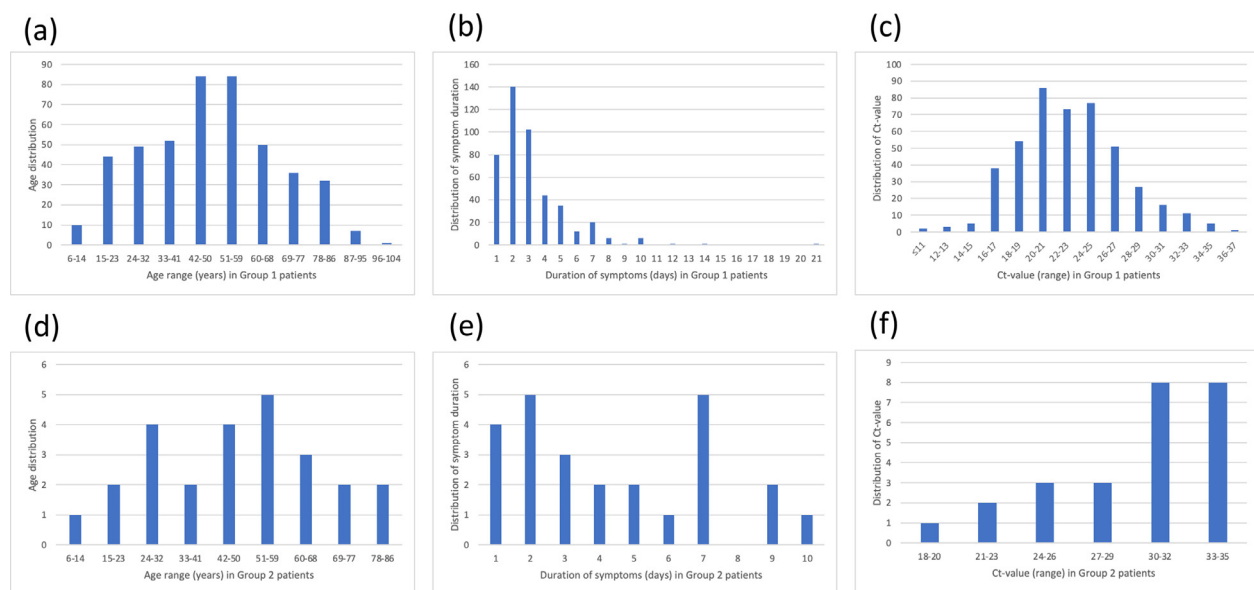 (a)
90
80
70
60
50
40
30
20
10
0
Age distribution
6-14 15-23 24-32 33-41 42-50 51-59 60-68 69-77 78-86 87-95 96-104
Age range (years) in Group 1 patients
(b)
160
140
120
100
80
60
40
20
0
Distribution of symptom duration
1 2 3 4 5 6 7 8 9 10 11 12 13 14 15 16 17 18 19 20 21
Duration of symptoms (days) in Group 1 patients
(c)
100
90
80
70
60
50
40
30
20
10
0
Distribution of Ct-value
≤11 12-13 14-15 16-17 18-19 20-21 22-23 24-25 26-27 28-29 30-31 32-33 34-35 36-37
Ct-value (range) in Group 1 patients
(d)
6
5
4
3
2
1
0
Age distribution
6-14 15-23 24-32 33-41 42-50 51-59 60-68 69-77 78-86
Age range (years) in Group 2 patients
(e)
6
5
4
3
2
1
0
Distribution of symptom duration
1 2 3 4 5 6 7 8 9 10
Duration of symptoms (days) in Group 2 patients
(f)
9
8
7
6
5
4
3
2
1
0
Distribution of Ct-value
18-20 21-23 24-26 27-29 30-32 33-35
Ct-value (range) in Group 2 patients